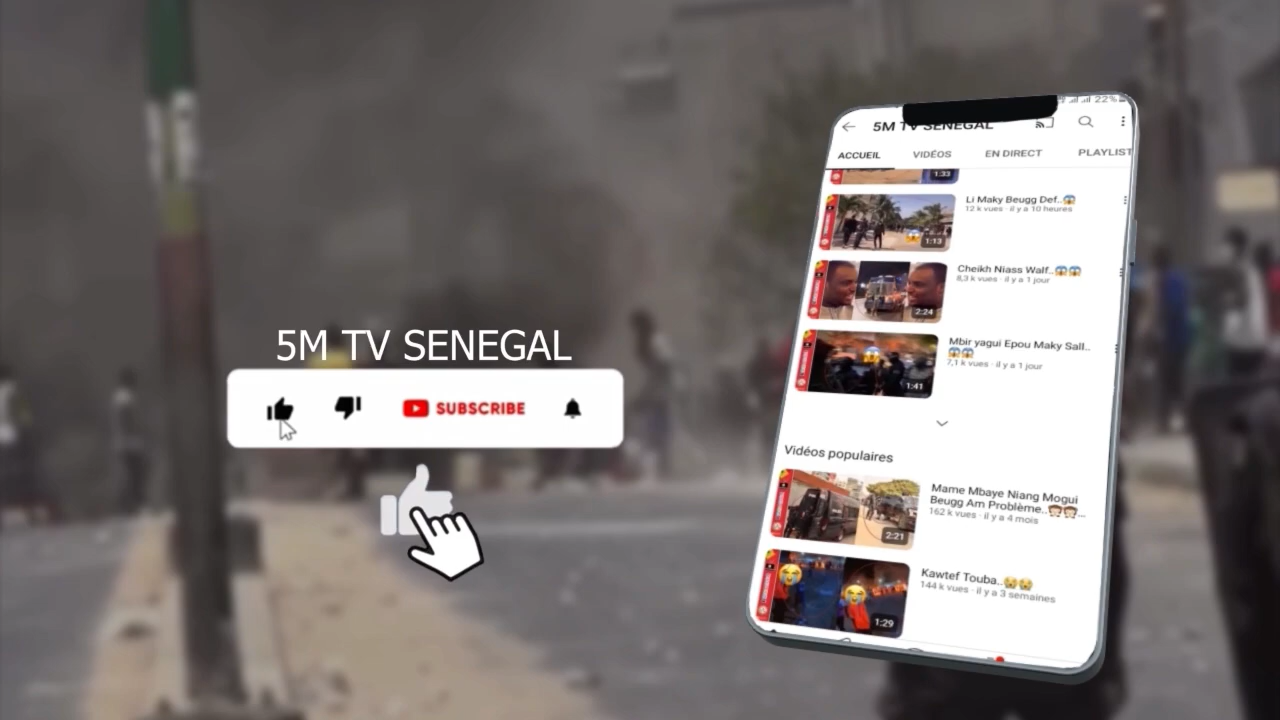 5M TV SENEGAL
SUBSCRIBE
22%
5M TV SENEGAL
ACCUEIL
VIDÉOS
EN DIRECT
PLAYLIST
1:33
Li Maky Beugg Def..😱
12 k vues · il y a 10 heures
1:13
Cheikh Niass Walf..😱😱
8,3 k vues · il y a 1 jour
2:24
Mbir yagui Epou Maky Sall..
😱😱
7,1 k vues · il y a 1 jour
1:41
Vidéos populaires
Mame Mbaye Niang Mogui
Beugg Am Problème..🤦🤦...
162 k vues · il y a 4 mois
2:21
Kawtef Touba..😭😭
144 k vues · il y a 3 semaines
1:29